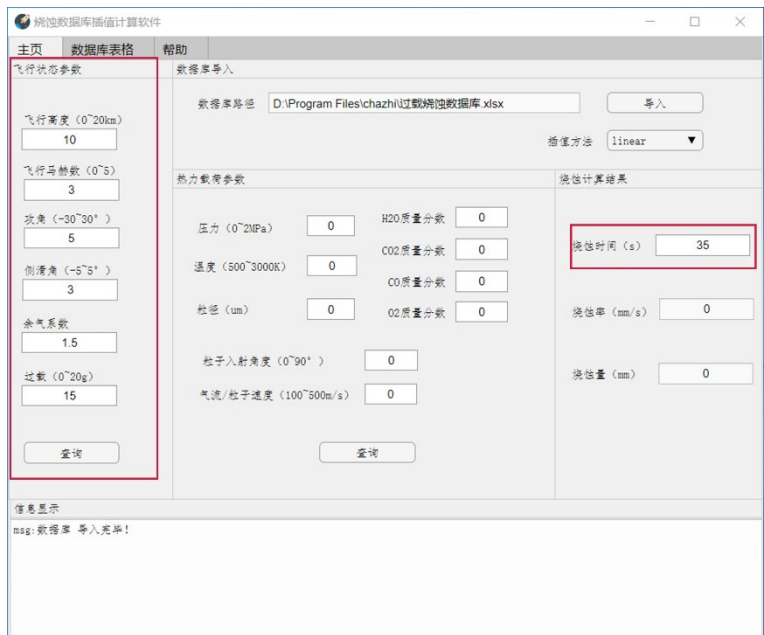 烧蚀数据库插值计算软件
主页 数据库表格 帮助
飞行状态参数
飞行高度（0~20km）
10
飞行马赫数（0~5）
3
攻角（-30~30°）
5
侧滑角（-5~5°）
3
余气系数
1.5
过载（0~20g）
15
查询
数据库导入
数据库路径 D:\Program Files\chazhi\过载烧蚀数据库.xlsx 导入
插值方法 linear
热力载荷参数
压力（0~2MPa） 0
温度（500~3000K） 0
粒径（um） 0
H2O质量分数 0
CO2质量分数 0
CO质量分数 0
O2质量分数 0
粒子入射角度（0~90°） 0
气流/粒子速度（100~500m/s） 0
查询
烧蚀计算结果
烧蚀时间（s） 35
烧蚀率（mm/s） 0
烧蚀量（mm） 0
信息显示
msg:数据库 导入完毕!